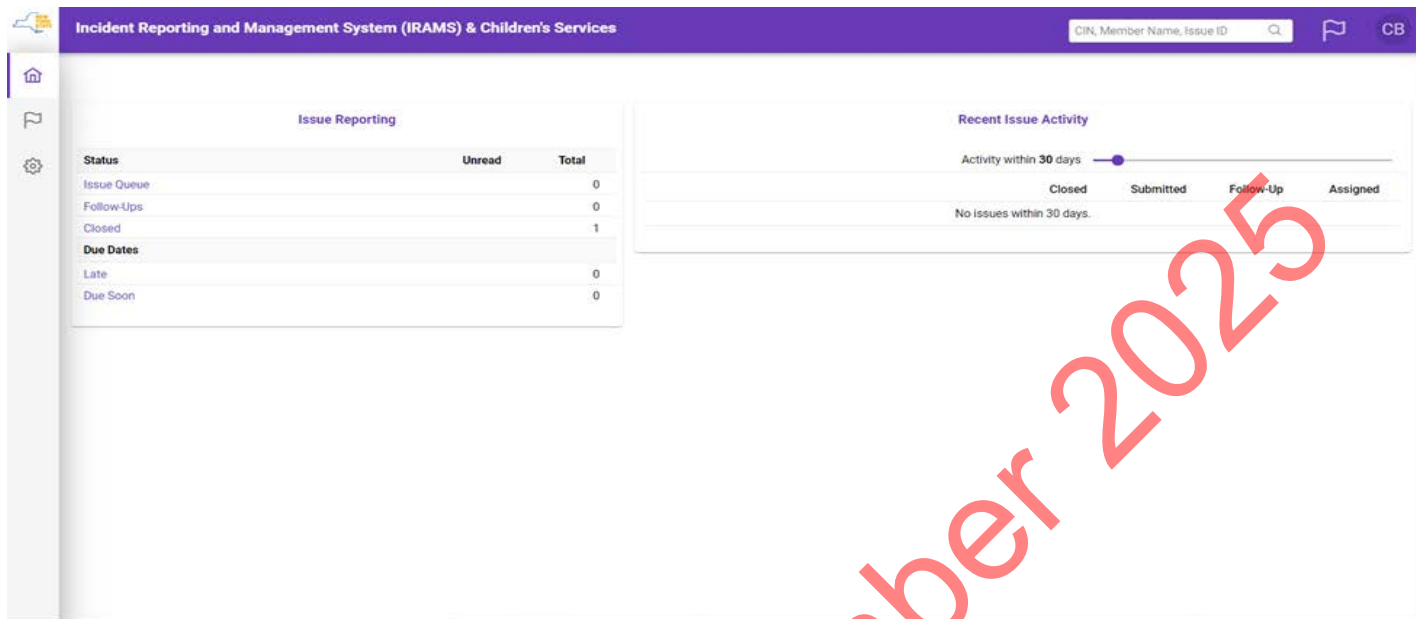 Incident Reporting and Management System (IRAMS) & Children's Services
CIN, Member Name, Issue ID
CB
Issue Reporting
Status Unread Total
Issue Queue 0
Follow-Ups 0
Closed 1
Due Dates
Late 0
Due Soon 0
Recent Issue Activity
Activity within 30 days
Closed Submitted Follow-Up Assigned
No issues within 30 days.
ber 2025